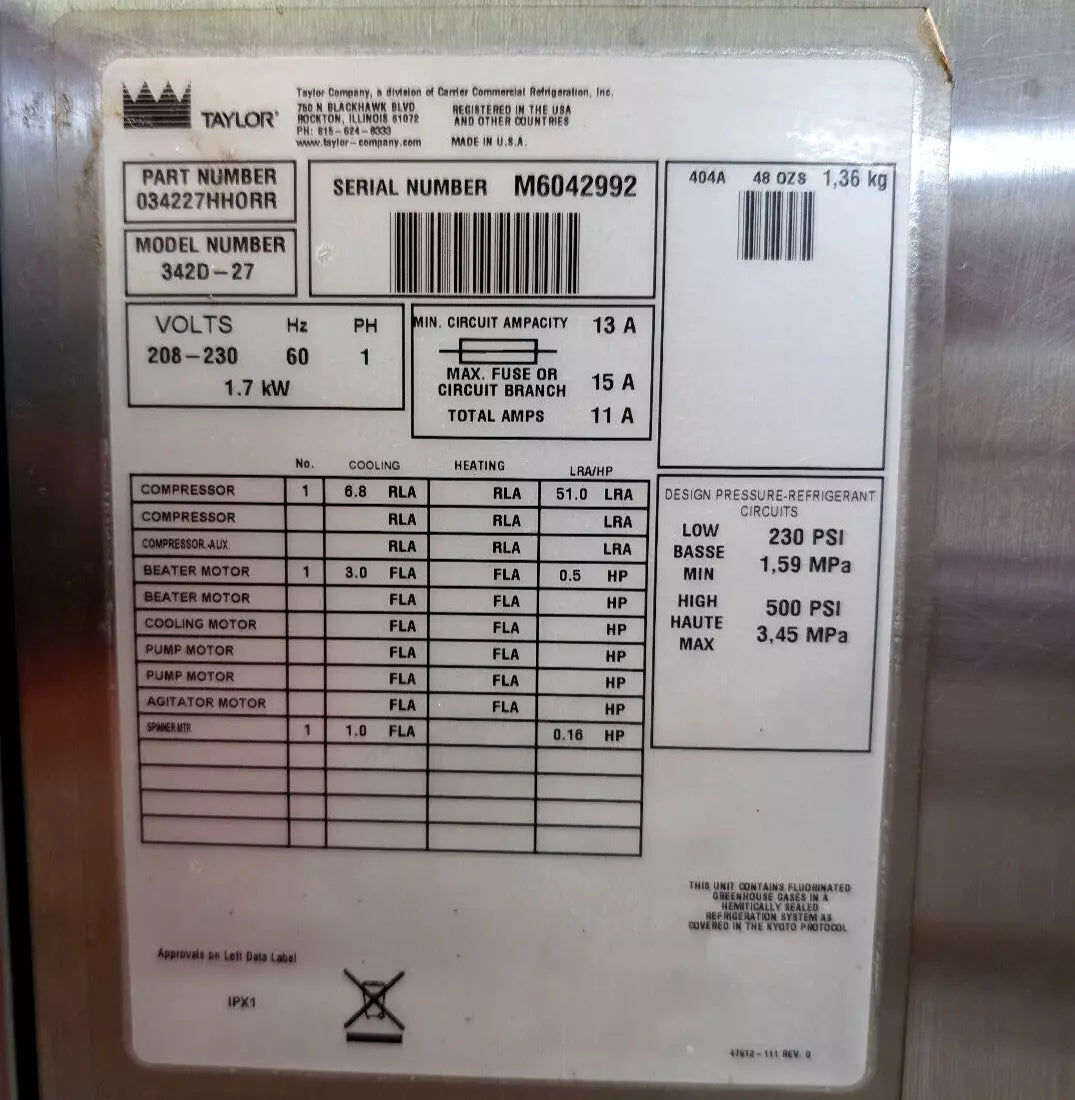 TAYLOR®
Taylor Company, a division of Carrier Commercial Refrigeration, Inc.
750 N BLACKHAWK BLVD
ROCKTON, ILLINOIS 61072
PH: 815-624-8333
www.taylor-company.com
REGISTERED IN THE USA
AND OTHER COUNTRIES
MADE IN U.S.A.
PART NUMBER
034227HHORR
SERIAL NUMBER M6042992
404A 48 OZS 1,36 kg
MODEL NUMBER
342D-27
VOLTS Hz PH
208-230 60 1
1.7 kW
MIN. CIRCUIT AMPACITY 13 A
MAX. FUSE OR
CIRCUIT BRANCH 15 A
TOTAL AMPS 11 A
No. COOLING HEATING LRA/HP
COMPRESSOR 1 6.8 RLA RLA 51.0 LRA
COMPRESSOR RLA RLA LRA
COMPRESSOR-AUX. RLA RLA LRA
BEATER MOTOR 1 3.0 FLA FLA 0.5 HP
BEATER MOTOR FLA FLA HP
COOLING MOTOR FLA FLA HP
PUMP MOTOR FLA FLA HP
PUMP MOTOR FLA FLA HP
AGITATOR MOTOR FLA FLA HP
SPINNER MTR 1 1.0 FLA 0.16 HP
DESIGN PRESSURE-REFRIGERANT
CIRCUITS
LOW
BASSE
MIN
230 PSI
1,59 MPa
HIGH
HAUTE
MAX
500 PSI
3,45 MPa
THIS UNIT CONTAINS FLUORINATED
GREENHOUSE GASES IN A
HEMITICALLY SEALED
REFRIGERATION SYSTEM AS
COVERED IN THE KYOTO PROTOCOL
Approvals on Left Data Label
IPX1
47612-111 REV. 0